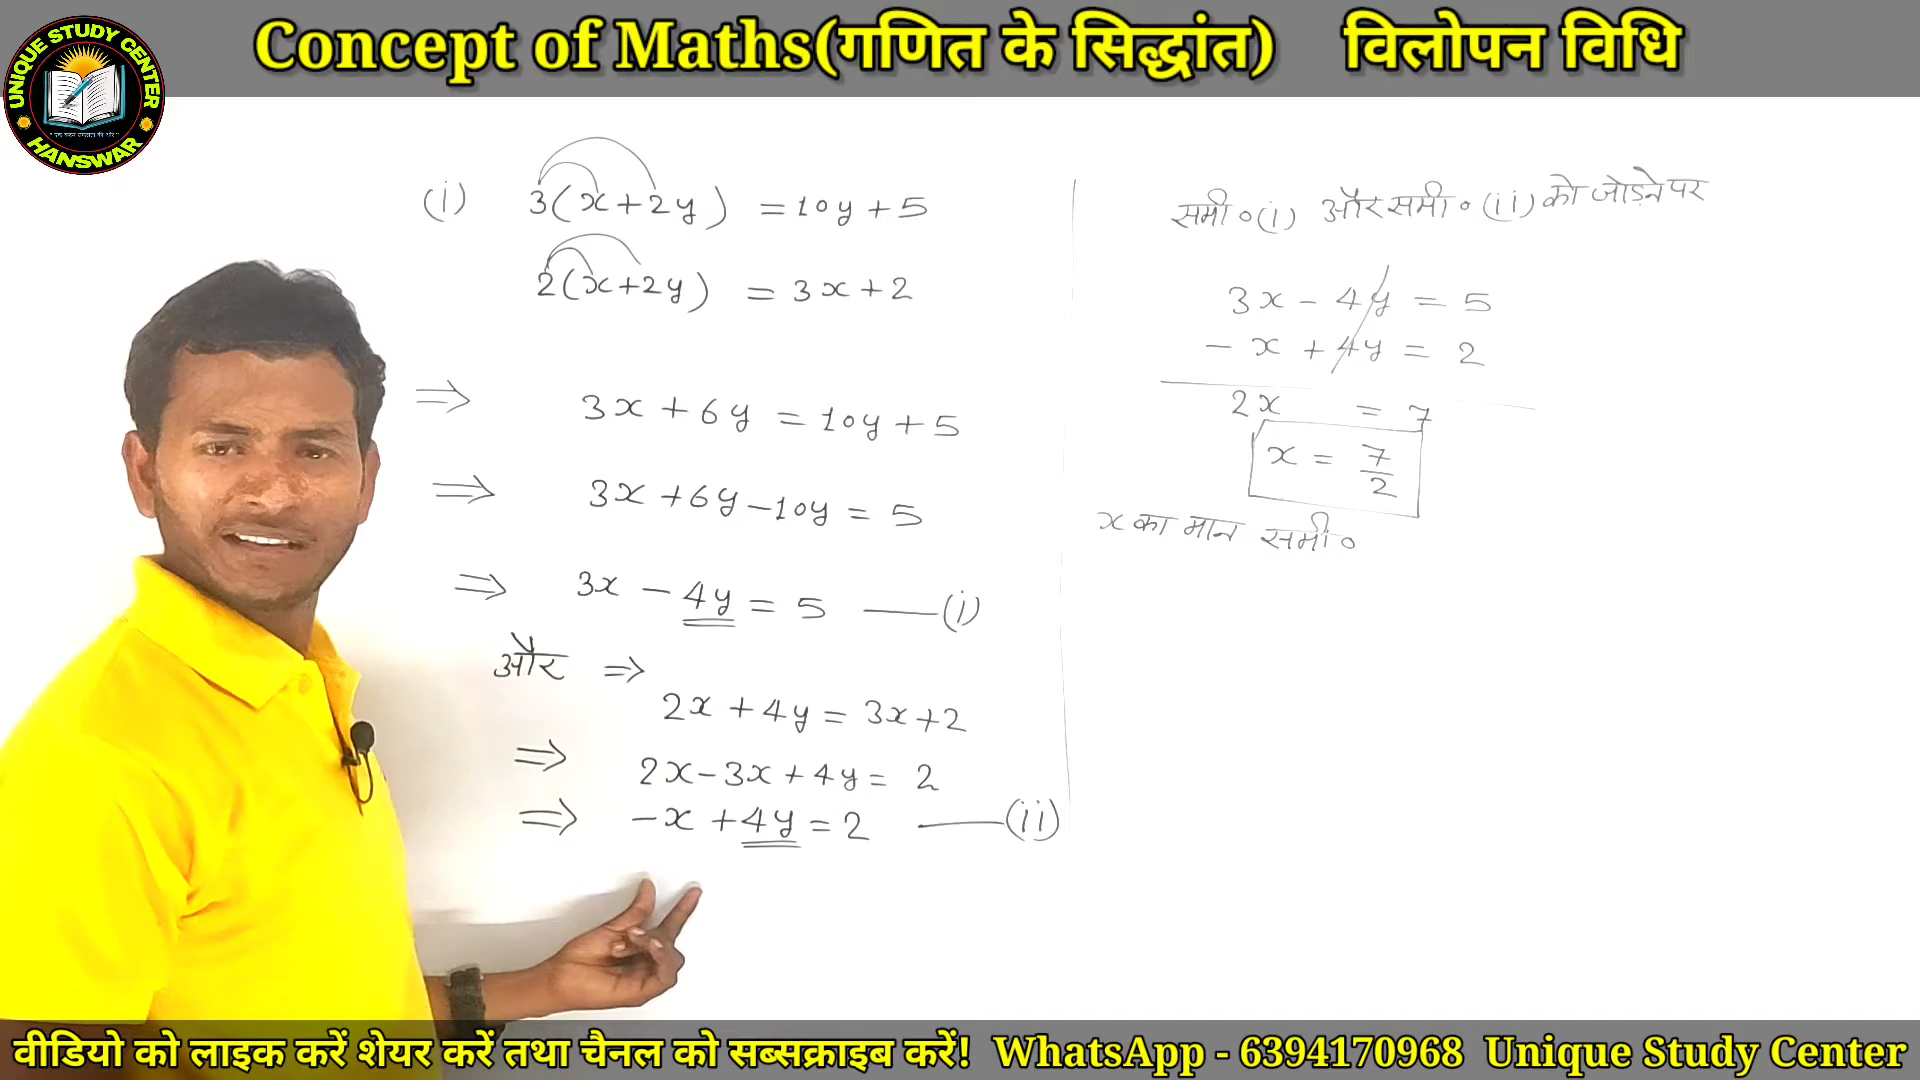 Concept of Maths(गणित के सिद्धांत) विलोपन विधि
UNIQUE STUDY CENTER
HANSWAR
(i) 3(x+2y) = 10y+5
2(x+2y) = 3x+2
⇒ 3x+6y = 10y+5
⇒ 3x+6y-10y = 5
⇒ 3x - 4y = 5 ——(i)
और ⇒
2x+4y = 3x+2
⇒ 2x-3x+4y = 2
⇒ -x+4y = 2 ——(ii)
समी०(i) और समी०(ii) को जोड़ने पर
3x - 4y = 5
- x + 4y = 2
2x = 7
x = 7/2
x का मान समी०
वीडियो को लाइक करें शेयर करें तथा चैनल को सब्सक्राइब करें! WhatsApp - 6394170968 Unique Study Center